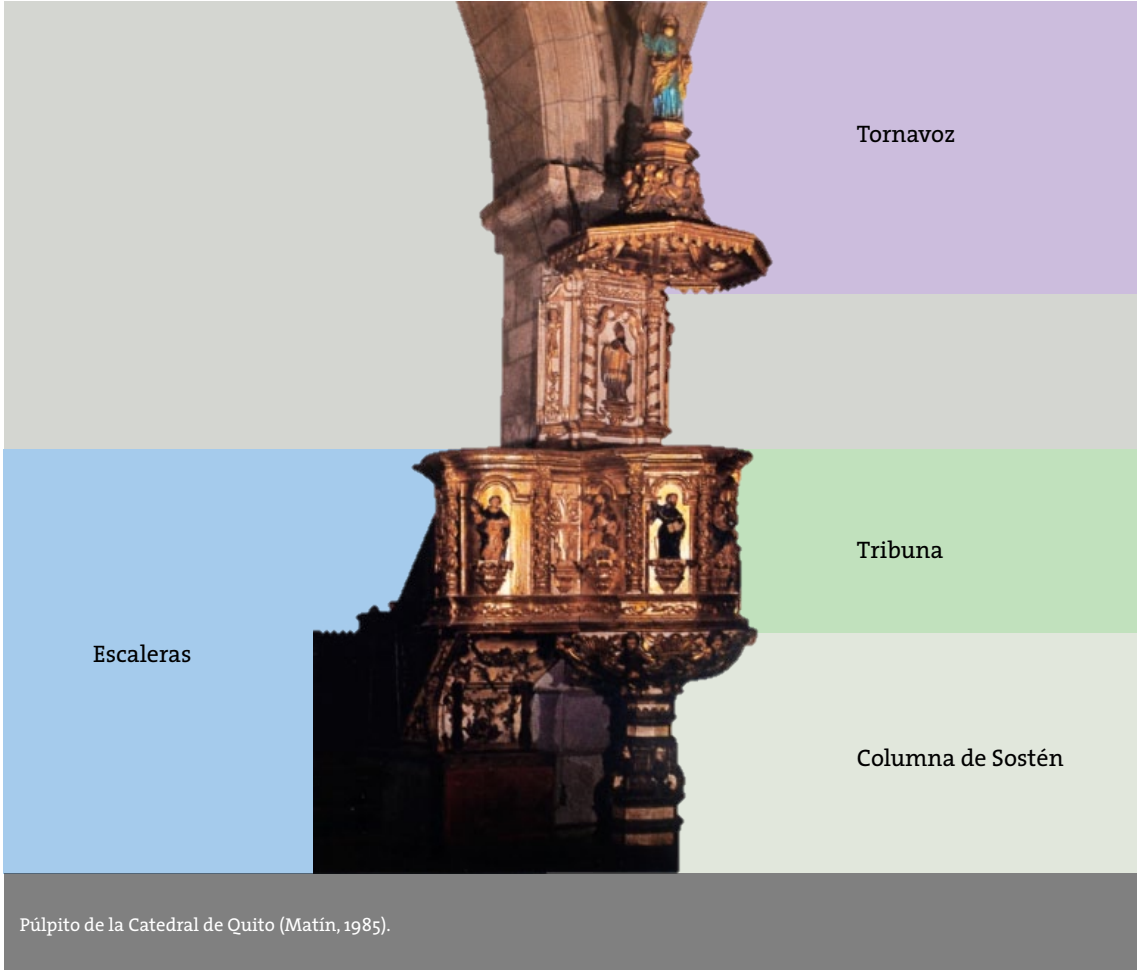 Tornavoz
Tribuna
Escaleras
Columna de Sostén
Púlpito de la Catedral de Quito (Matín, 1985).